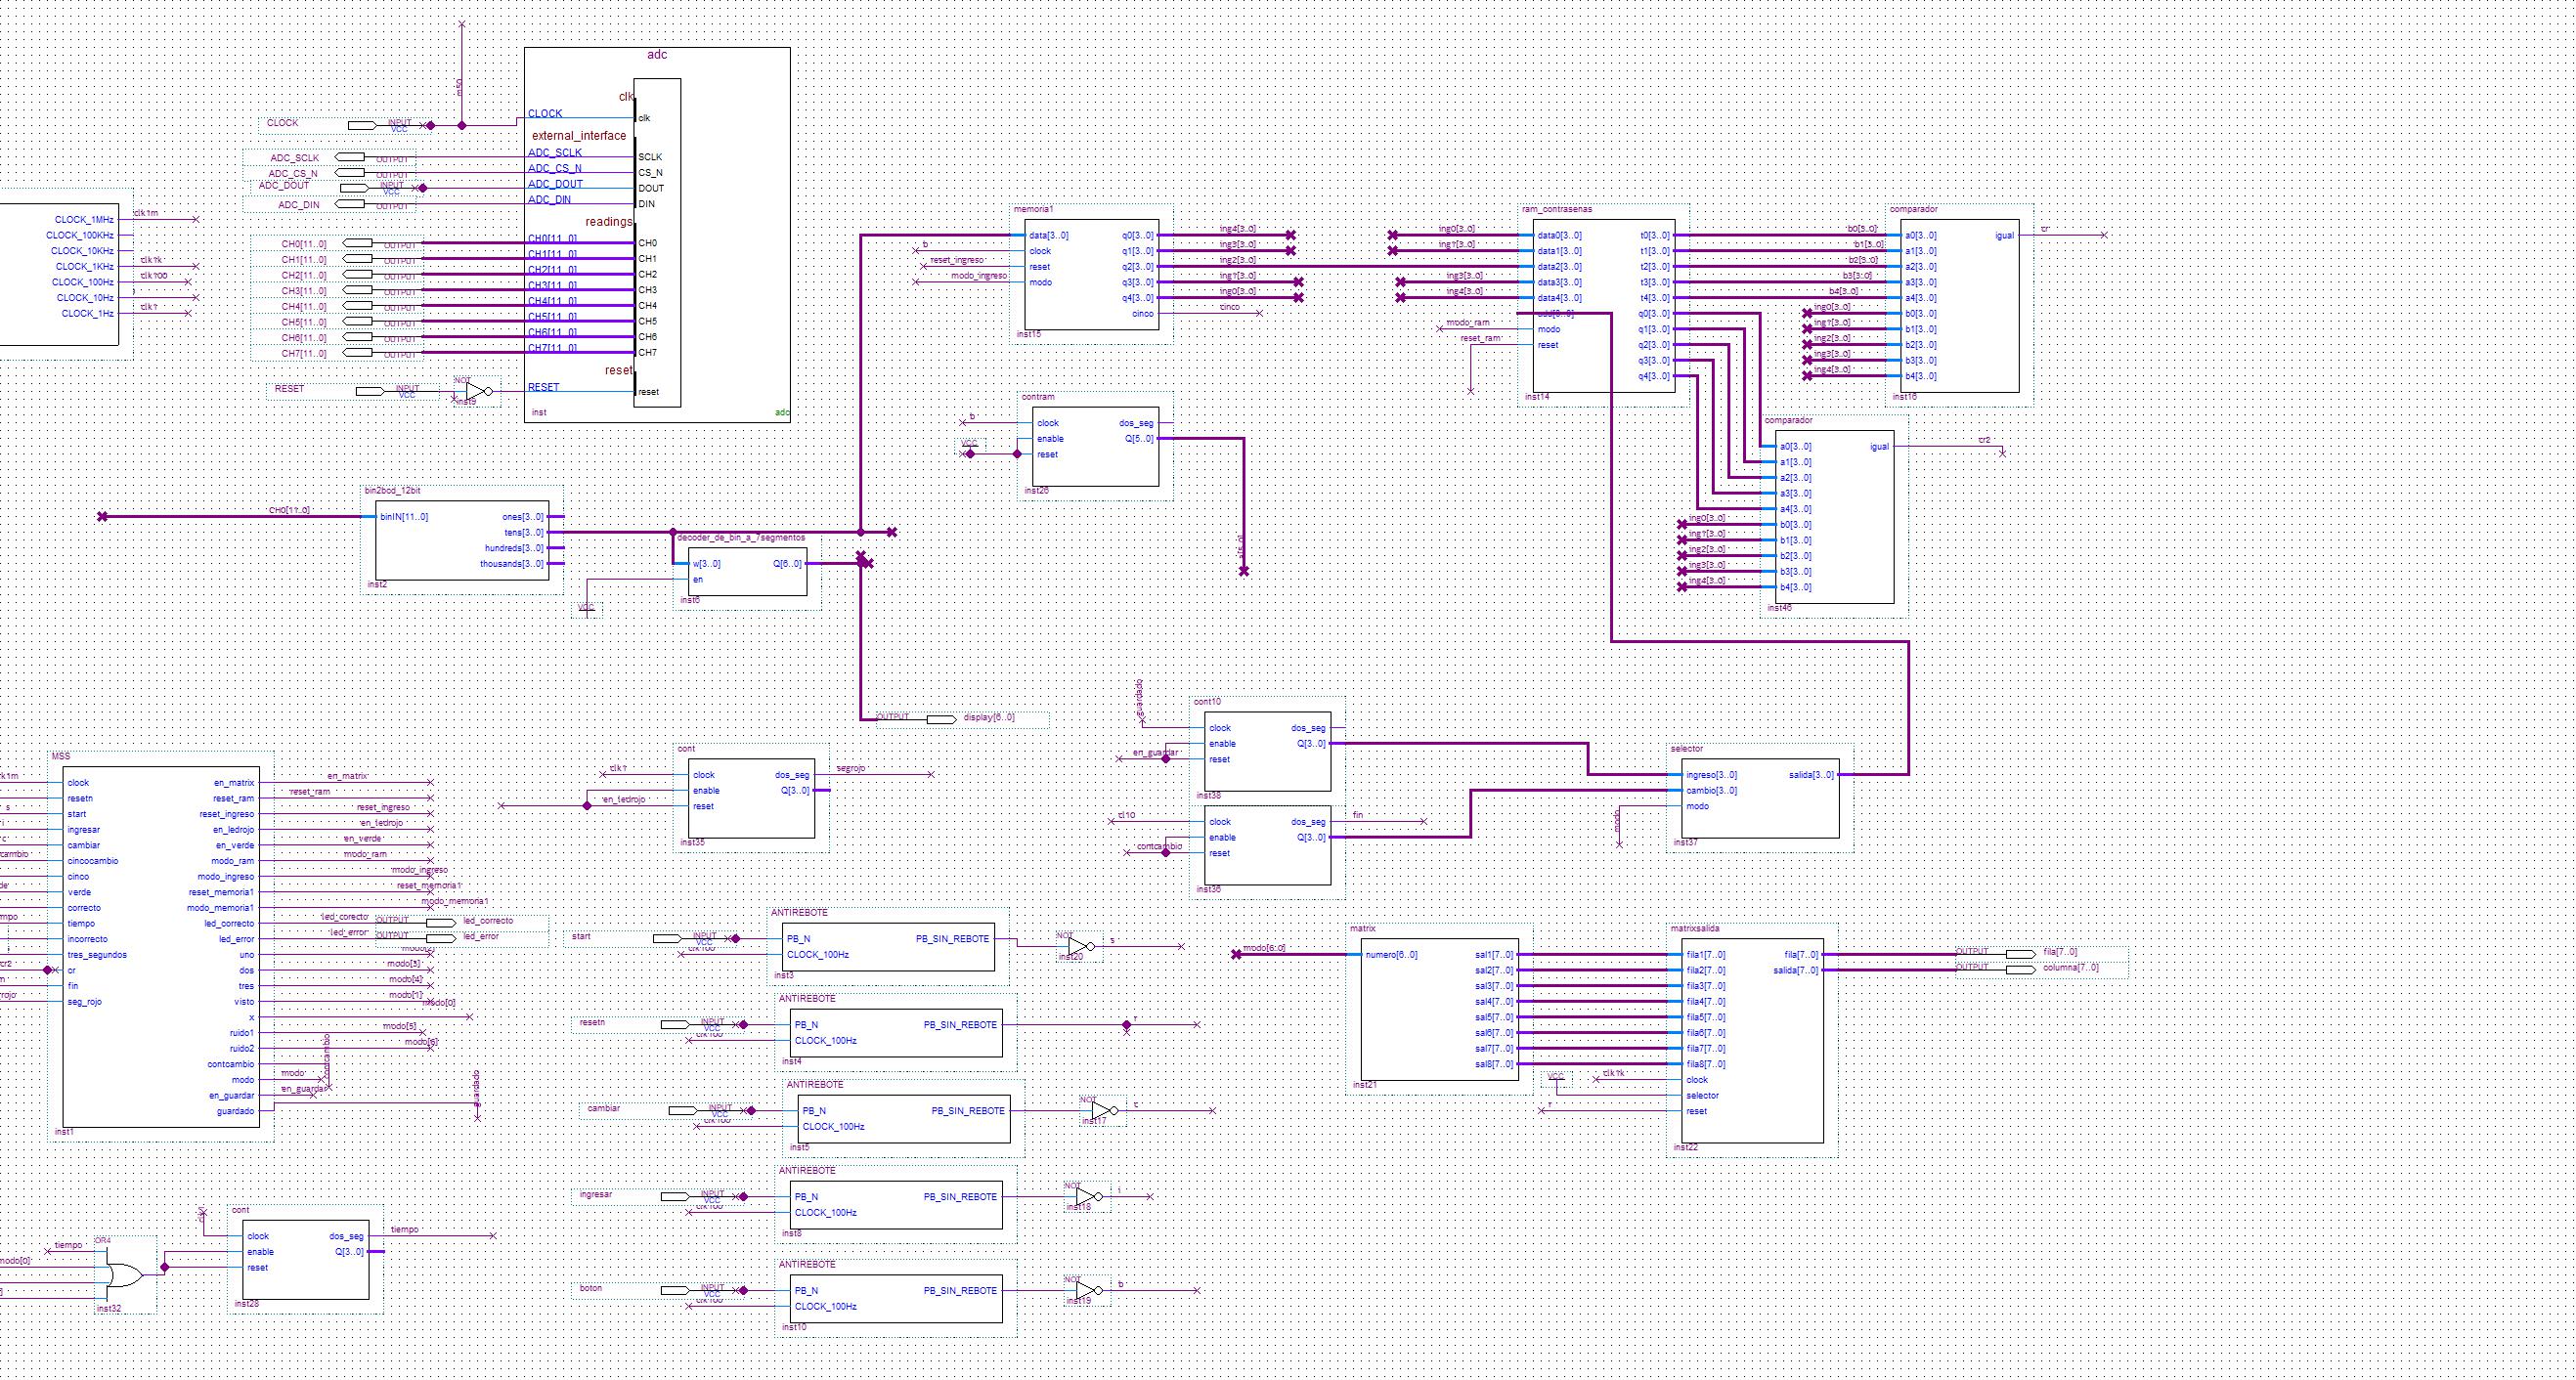 adc
clk
CLOCK
INPUT
VCC
CLOCK
clk
external_interface
ADC_SCLK
OUTPUT
ADC_SCLK
SCLK
ADC_CS_N
OUTPUT
ADC_CS_N
CS_N
ADC_DOUT
INPUT
VCC
ADC_DOUT
DOUT
ADC_DIN
OUTPUT
ADC_DIN
DIN
readings
CH0[11..0]
OUTPUT
CH0[11..0]
CH0
CH1[11..0]
OUTPUT
CH1[11..0]
CH1
CH2[11..0]
OUTPUT
CH2[11..0]
CH2
CH3[11..0]
OUTPUT
CH3[11..0]
CH3
CH4[11..0]
OUTPUT
CH4[11..0]
CH4
CH5[11..0]
OUTPUT
CH5[11..0]
CH5
CH6[11..0]
OUTPUT
CH6[11..0]
CH6
CH7[11..0]
OUTPUT
CH7[11..0]
CH7
reset
RESET
INPUT
VCC
NOT
inst9
RESET
reset
inst
adc
CLOCK_1MHz
clk1m
CLOCK_100KHz
CLOCK_10KHz
CLOCK_1KHz
clk1k
CLOCK_100Hz
clk100
CLOCK_10Hz
CLOCK_1Hz
clk1
memoria1
data[3..0]
q0[3..0]
ing4[3..0]
b
clock
q1[3..0]
ing3[3..0]
reset_ingreso
reset
q2[3..0]
ing2[3..0]
modo_ingreso
modo
q3[3..0]
ing1[3..0]
q4[3..0]
ing0[3..0]
cinco
cinco
inst15
ram_contrasenas
ing0[3..0]
data0[3..0]
t0[3..0]
b0[3..0]
ing1[3..0]
data1[3..0]
t1[3..0]
b1[3..0]
data2[3..0]
t2[3..0]
b2[3..0]
ing3[3..0]
data3[3..0]
t3[3..0]
b3[3..0]
ing4[3..0]
data4[3..0]
t4[3..0]
b4[3..0]
q0[3..0]
modo_ram
modo
q1[3..0]
reset_ram
reset
q2[3..0]
q3[3..0]
q4[3..0]
inst14
comparador
a0[3..0]
igual
cr
a1[3..0]
a2[3..0]
a3[3..0]
a4[3..0]
ing0[3..0]
b0[3..0]
ing1[3..0]
b1[3..0]
ing2[3..0]
b2[3..0]
ing3[3..0]
b3[3..0]
ing4[3..0]
b4[3..0]
inst16
contram
b
clock
dos_seg
VCC
enable
Q[5..0]
reset
inst26
comparador
a0[3..0]
igual
cr2
a1[3..0]
a2[3..0]
a3[3..0]
a4[3..0]
ing0[3..0]
b0[3..0]
ing1[3..0]
b1[3..0]
ing2[3..0]
b2[3..0]
ing3[3..0]
b3[3..0]
ing4[3..0]
b4[3..0]
inst46
bin2bcd_12bit
CH0[11..0]
binIN[11..0]
ones[3..0]
tens[3..0]
hundreds[3..0]
thousands[3..0]
inst2
decoder_de_bin_a_7segmentos
w[3..0]
Q[6..0]
en
VCC
inst6
OUTPUT
display[6..0]
MSS
clock
en_matrix
en_matrix
resetn
reset_ram
reset_ram
s
start
reset_ingreso
reset_ingreso
i
ingresar
en_ledrojo
en_ledrojo
c
cambiar
en_verde
en_verde
cincocambio
modo_ram
modo_ram
cinco
modo_ingreso
modo_ingreso
verde
reset_memoria1
reset_memoria1
correcto
modo_memoria1
modo_memoria1
tiempo
led_correcto
led_corecto
OUTPUT
led_correcto
incorrecto
led_error
led_error
OUTPUT
led_error
tres_segundos
uno
modo[2]
cr2
cr
dos
modo[3]
fin
tres
modo[4]
seg_rojo
visto
modo[1]
x
modo[0]
ruido1
modo[5]
ruido2
modo[6]
contcambio
contcambio
modo
modo
en_guardar
en_guardar
guardado
guardado
inst1
cont
clk1
clock
dos_seg
segrojo
enable
Q[3..0]
en_ledrojo
reset
inst35
cont10
guardado
clock
dos_seg
enable
Q[3..0]
en_guardar
reset
inst38
cl10
clock
dos_seg
fin
enable
Q[3..0]
contcambio
reset
inst36
selector
ingreso[3..0]
salida[3..0]
cambio[3..0]
modo
modo
inst37
ANTIREBOTE
start
INPUT
VCC
PB_N
PB_SIN_REBOTE
NOT
inst20
s
clk100
CLOCK_100Hz
inst3
ANTIREBOTE
resetn
INPUT
VCC
PB_N
PB_SIN_REBOTE
r
clk100
CLOCK_100Hz
inst4
ANTIREBOTE
cambiar
INPUT
VCC
PB_N
PB_SIN_REBOTE
NOT
inst17
c
clk100
CLOCK_100Hz
inst5
ANTIREBOTE
ingresar
INPUT
VCC
PB_N
PB_SIN_REBOTE
NOT
inst18
i
clk100
CLOCK_100Hz
inst8
ANTIREBOTE
boton
INPUT
VCC
PB_N
PB_SIN_REBOTE
NOT
inst19
b
clk100
CLOCK_100Hz
inst10
matrix
modo[6..0]
numero[6..0]
sal1[7..0]
sal2[7..0]
sal3[7..0]
sal4[7..0]
sal5[7..0]
sal6[7..0]
sal7[7..0]
sal8[7..0]
inst21
matrixsalida
fila1[7..0]
fila[7..0]
OUTPUT
fila[7..0]
fila2[7..0]
salida[7..0]
OUTPUT
columna[7..0]
fila3[7..0]
fila4[7..0]
fila5[7..0]
fila6[7..0]
fila7[7..0]
fila8[7..0]
VCC
clk1k
clock
selector
r
reset
inst22
cont
clock
dos_seg
tiempo
enable
Q[3..0]
reset
inst28
OR4
tiempo
modo[0]
inst32